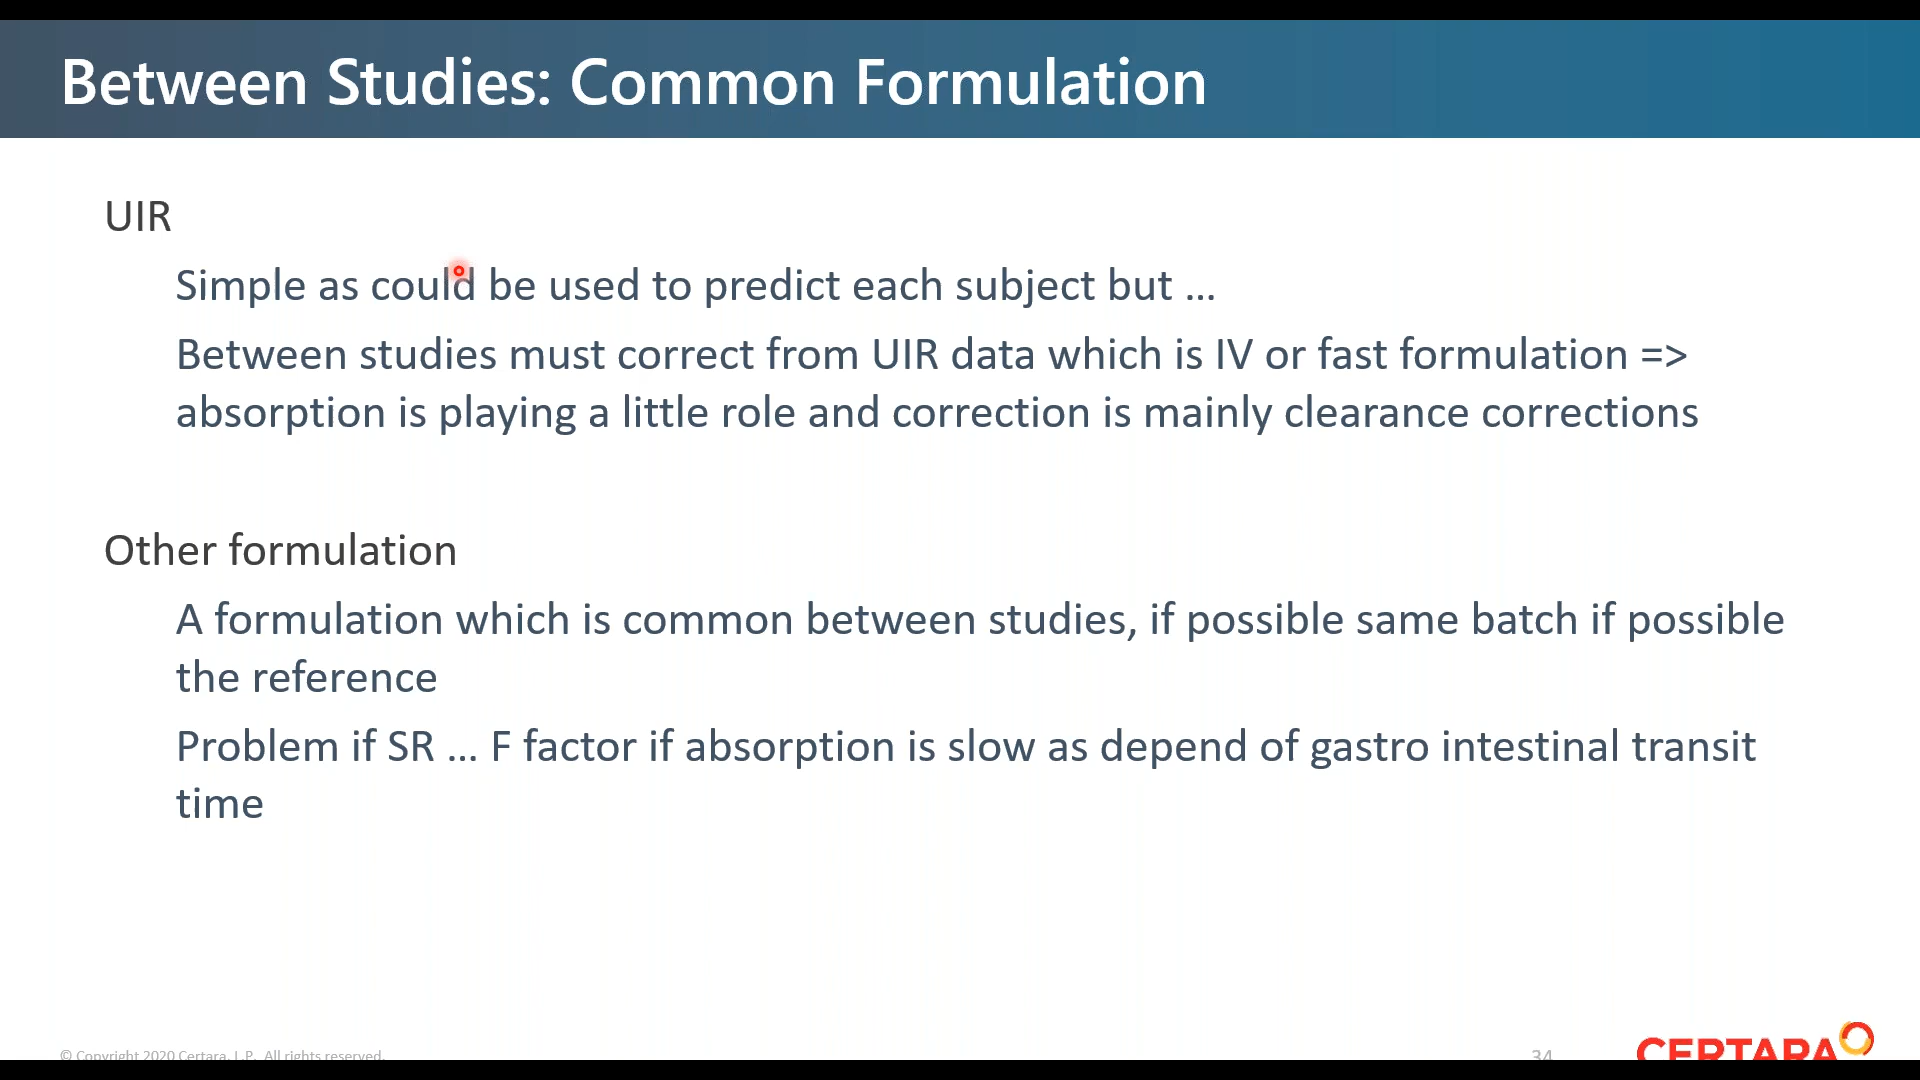 Between Studies: Common Formulation
UIR
Simple as could be used to predict each subject but ...
Between studies must correct from UIR data which is IV or fast formulation =>
absorption is playing a little role and correction is mainly clearance corrections
Other formulation
A formulation which is common between studies, if possible same batch if possible
the reference
Problem if SR ... F factor if absorption is slow as depend of gastro intestinal transit
time
© Copyright 2020 Certara, L.P. All rights reserved.
34
CERTARA